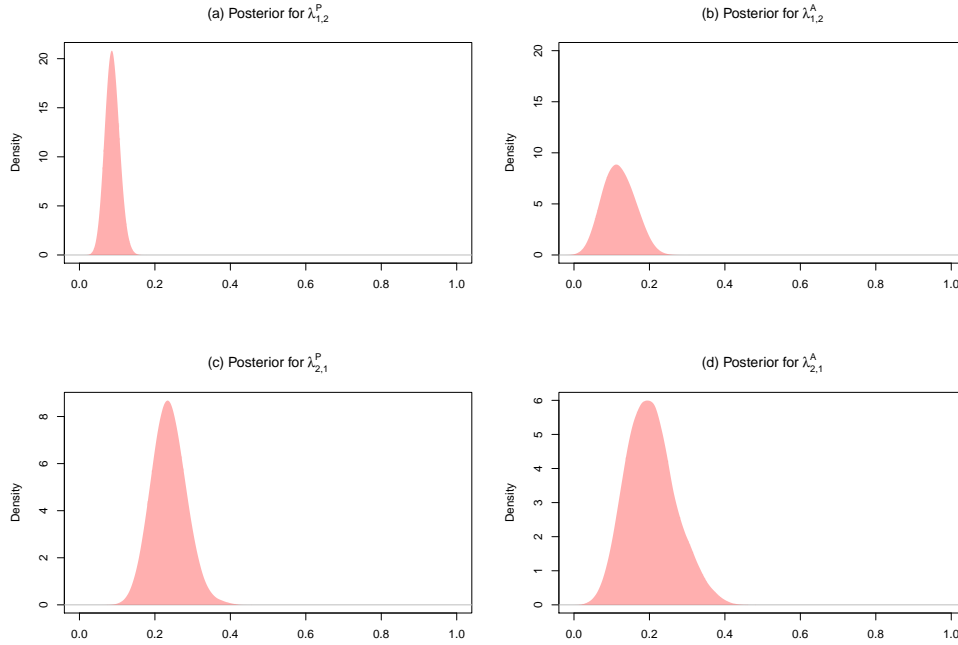 (a) Posterior for λ^P_{1,2}
Density
0 5 10 15 20
0.0 0.2 0.4 0.6 0.8 1.0
(b) Posterior for λ^A_{1,2}
Density
0 5 10 15 20
0.0 0.2 0.4 0.6 0.8 1.0
(c) Posterior for λ^P_{2,1}
Density
0 2 4 6 8
0.0 0.2 0.4 0.6 0.8 1.0
(d) Posterior for λ^A_{2,1}
Density
0 1 2 3 4 5 6
0.0 0.2 0.4 0.6 0.8 1.0